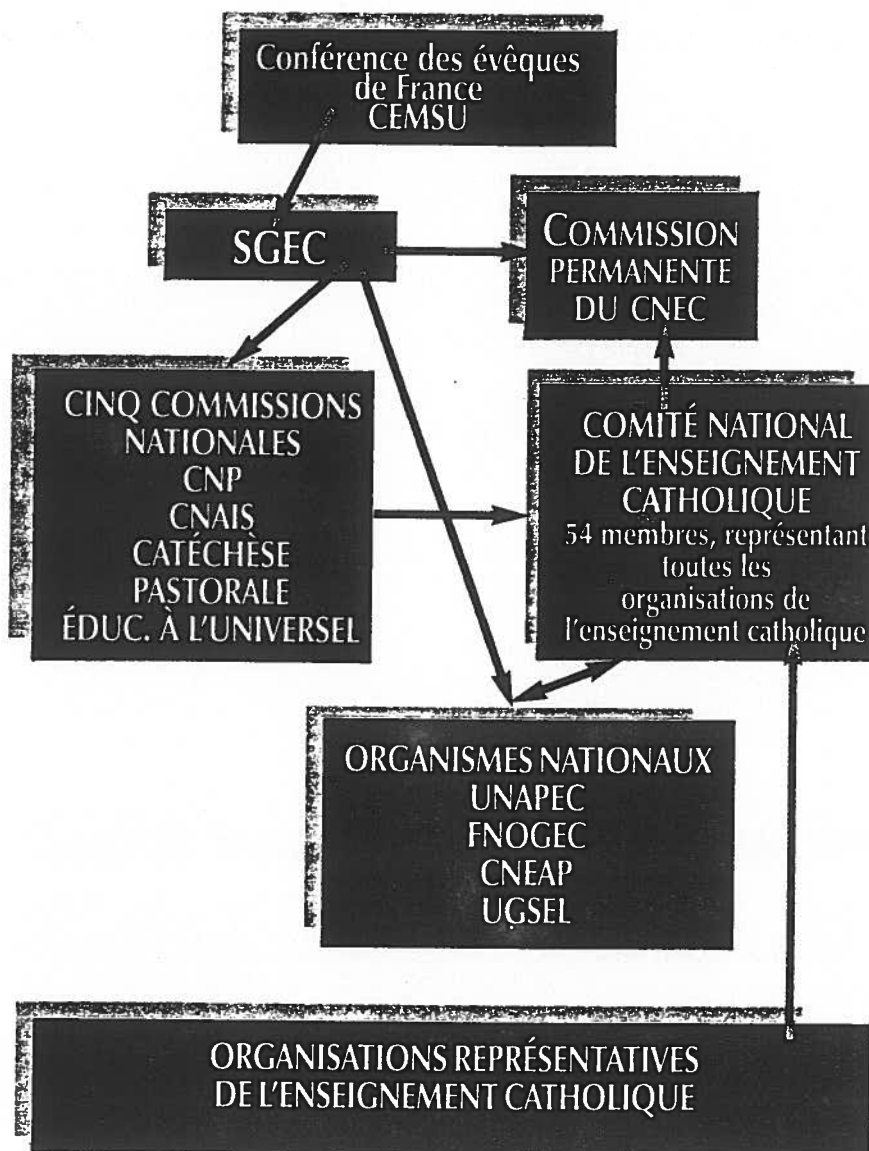 Conférence des évêques
de France
CEMSU
SGEC
COMMISSION
PERMANENTE
DU CNEC
CINQ COMMISSIONS
NATIONALES
CNP
CNAIS
CATÉCHÈSE
PASTORALE
ÉDUC. À L'UNIVERSEL
COMITÉ NATIONAL
DE L'ENSEIGNEMENT
CATHOLIQUE
54 membres, représentant
toutes les
organisations de
l'enseignement catholique
ORGANISMES NATIONAUX
UNAPEC
FNOGEC
CNEAP
UGSEL
ORGANISATIONS REPRÉSENTATIVES
DE L'ENSEIGNEMENT CATHOLIQUE